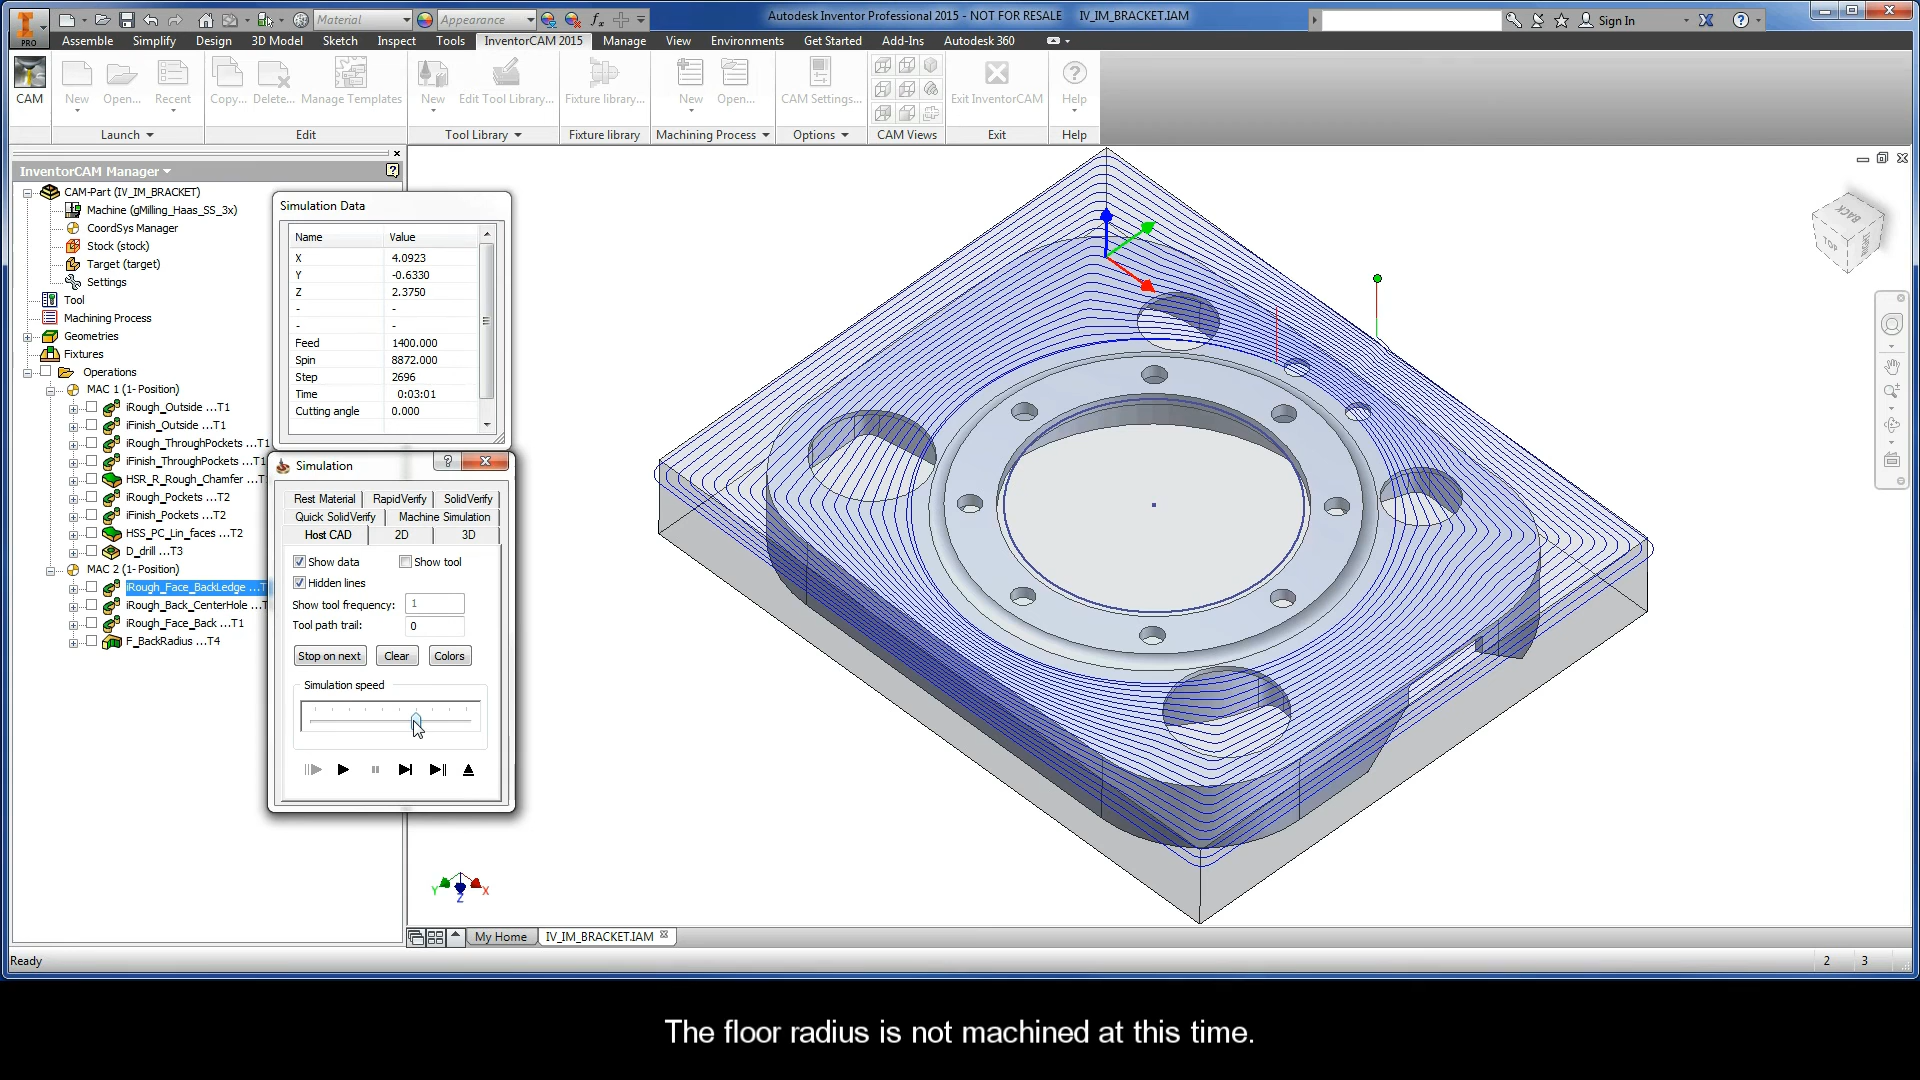 Material
Appearance
Autodesk Inventor Professional 2015 - NOT FOR RESALE IV_IM_BRACKET.IAM
Sign In
PRO
Assemble Simplify Design 3D Model Sketch Inspect Tools InventorCAM 2015 Manage View Environments Get Started Add-Ins Autodesk 360
CAM New Open... Recent Copy... Delete... Manage Templates New Edit Tool Library... Fixture library... New Open... CAM Settings... Exit InventorCAM Help
Launch Edit Tool Library Fixture library Machining Process Options CAM Views Exit Help
InventorCAM Manager
CAM-Part (IV_IM_BRACKET)
Machine (gMilling_Haas_SS_3x)
CoordSys Manager
Stock (stock)
Target (target)
Settings
Tool
Machining Process
Geometries
Fixtures
Operations
MAC 1 (1- Position)
iRough_Outside ...T1
iFinish_Outside ...T1
iRough_ThroughPockets ...T1
iFinish_ThroughPockets ...T1
HSR_R_Rough_Chamfer ...T
iRough_Pockets ...T2
iFinish_Pockets ...T2
HSS_PC_Lin_faces ...T2
D_drill ...T3
MAC 2 (1- Position)
iRough_Face_BackLedge ...T
iRough_Back_CenterHole ...T
iRough_Face_Back ...T1
F_BackRadius ...T4
Simulation Data
Name Value
X 4.0923
Y -0.6330
Z 2.3750
- -
- -
Feed 1400.000
Spin 8872.000
Step 2696
Time 0:03:01
Cutting angle 0.000
Simulation
Rest Material RapidVerify SolidVerify
Quick SolidVerify Machine Simulation
Host CAD 2D 3D
Show data Show tool
Hidden lines
Show tool frequency: 1
Tool path trail: 0
Stop on next Clear Colors
Simulation speed
BACK
TOP
Y Z X
My Home IV_IM_BRACKET.IAM
Ready 2 3
The floor radius is not machined at this time.